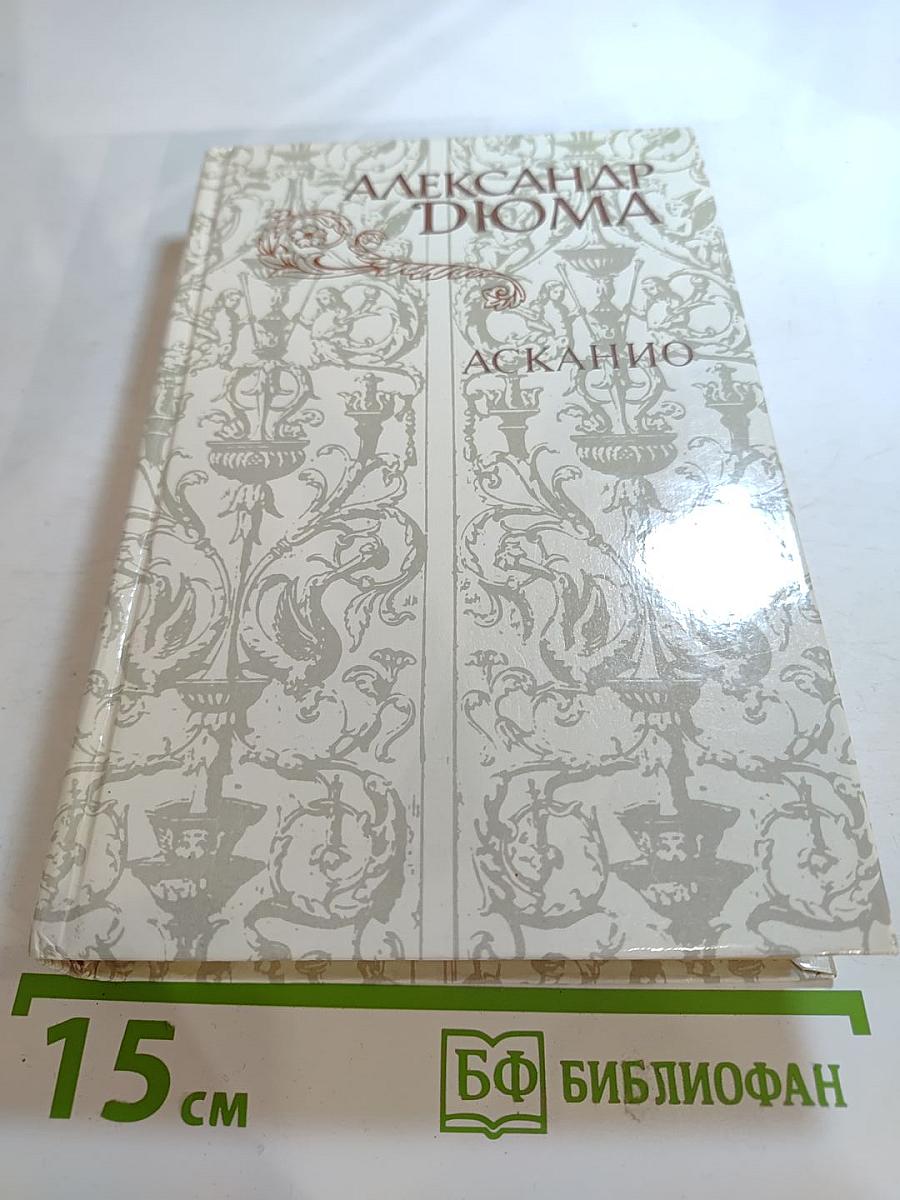 АЛЕКСАНДР
ДЮМА
АСКАНИО
15 см
БФ БИБЛИОФАН